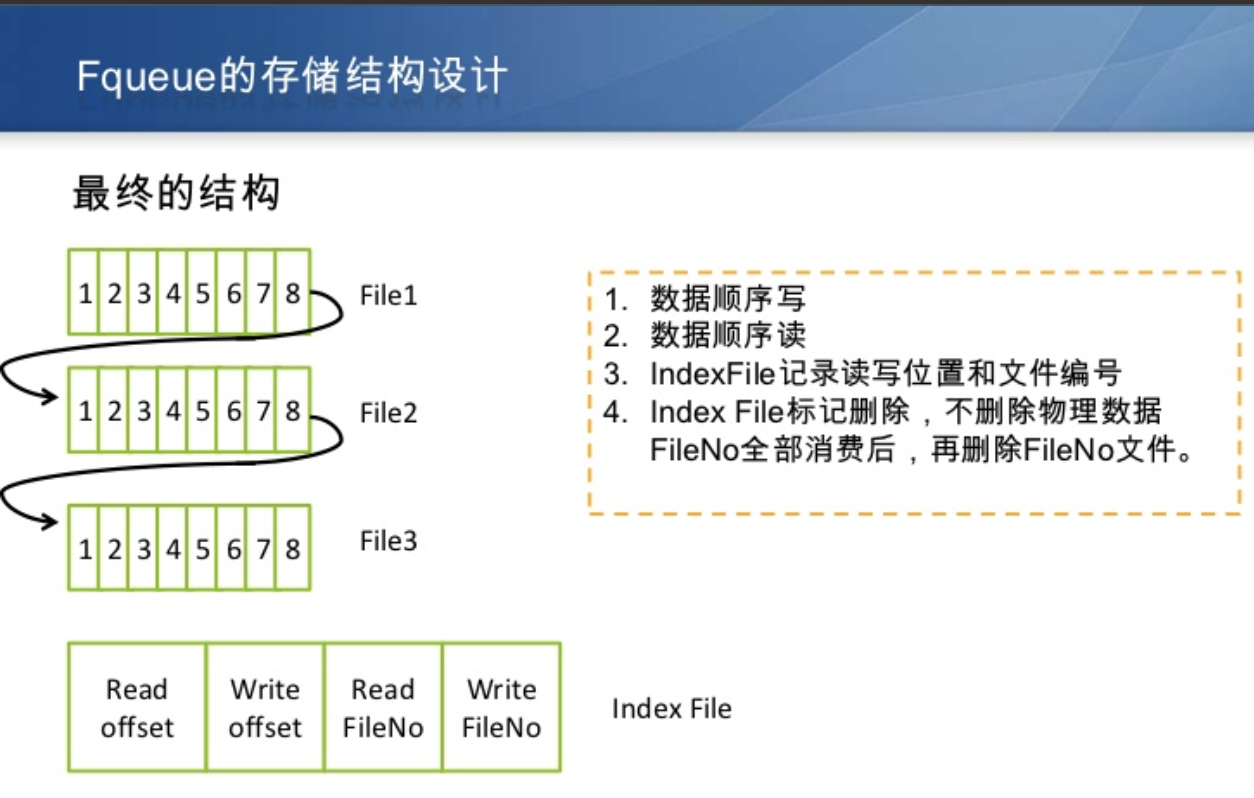 Fqueue的存储结构设计
最终的结构
1 2 3 4 5 6 7 8 File1
1 2 3 4 5 6 7 8 File2
1 2 3 4 5 6 7 8 File3
1. 数据顺序写
2. 数据顺序读
3. IndexFile记录读写位置和文件编号
4. Index File标记删除，不删除物理数据
FileNo全部消费后，再删除FileNo文件。
Read
offset
Write
offset
Read
FileNo
Write
FileNo
Index File